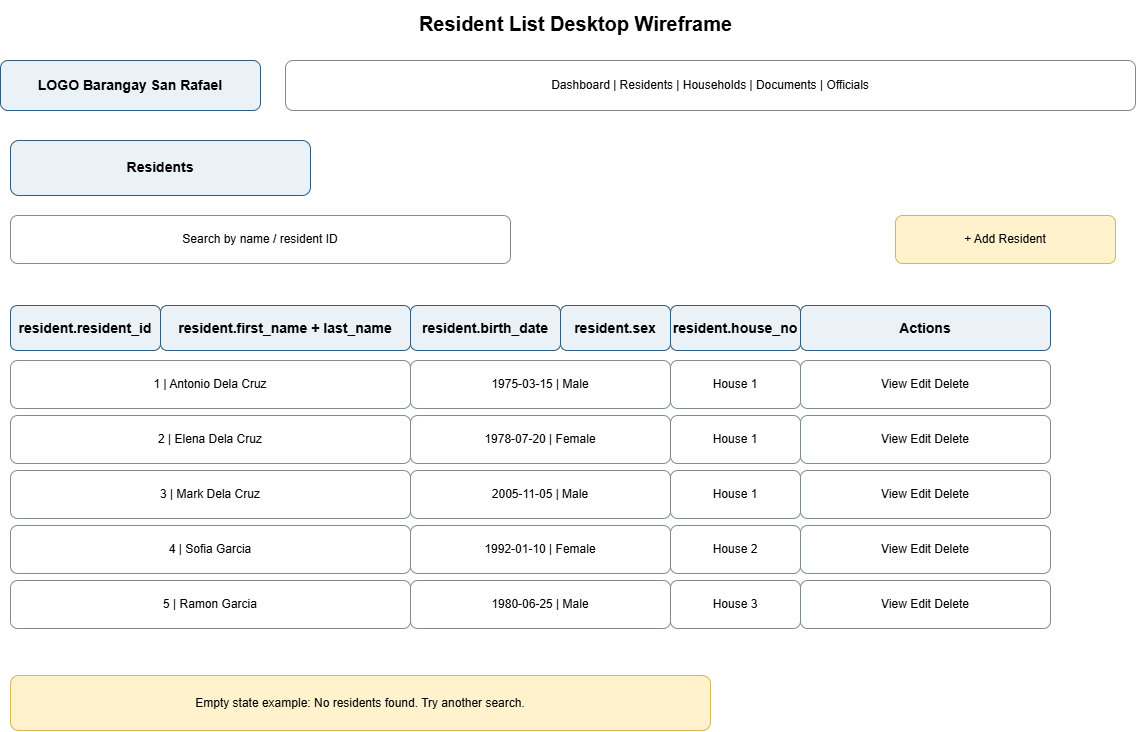 Resident List Desktop Wireframe
LOGO Barangay San Rafael
Dashboard | Residents | Households | Documents | Officials
Residents
Search by name / resident ID
+ Add Resident
resident.resident_id resident.first_name + last_name resident.birth_date resident.sex resident.house_no Actions
1 | Antonio Dela Cruz 1975-03-15 | Male House 1 View Edit Delete
2 | Elena Dela Cruz 1978-07-20 | Female House 1 View Edit Delete
3 | Mark Dela Cruz 2005-11-05 | Male House 1 View Edit Delete
4 | Sofia Garcia 1992-01-10 | Female House 2 View Edit Delete
5 | Ramon Garcia 1980-06-25 | Male House 3 View Edit Delete
Empty state example: No residents found. Try another search.